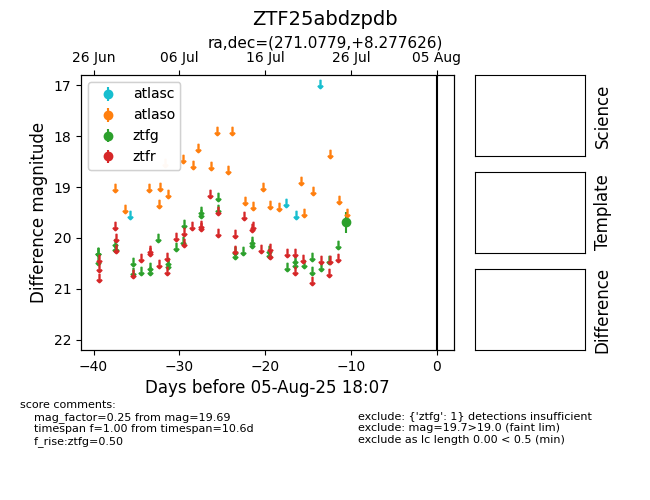 ZTF25abdzpdb
ra,dec=(271.0779,+8.277626)
26 Jun 06 Jul 16 Jul 26 Jul 05 Aug
atlasc
atlaso
ztfg
ztfr
17
18
19
20
21
22
Difference magnitude
−40 −30 −20 −10 0
Days before 05-Aug-25 18:07
Science
Template
Difference
score comments:
mag_factor=0.25 from mag=19.69
timespan f=1.00 from timespan=10.6d
f_rise:ztfg=0.50
exclude: {'ztfg': 1} detections insufficient
exclude: mag=19.7>19.0 (faint lim)
exclude as lc length 0.00 < 0.5 (min)